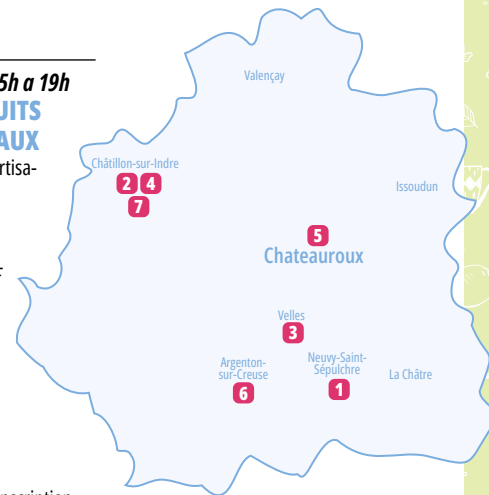 5h a 19h
UITS
AUX
rtisa-
Valençay
Châtillon-sur-Indre
2 4
7
Issoudun
5
Chateauroux
Velles
3
Argenton-
sur-Creuse
6
Neuvy-Saint-
Sépulchre
1
La Châtre